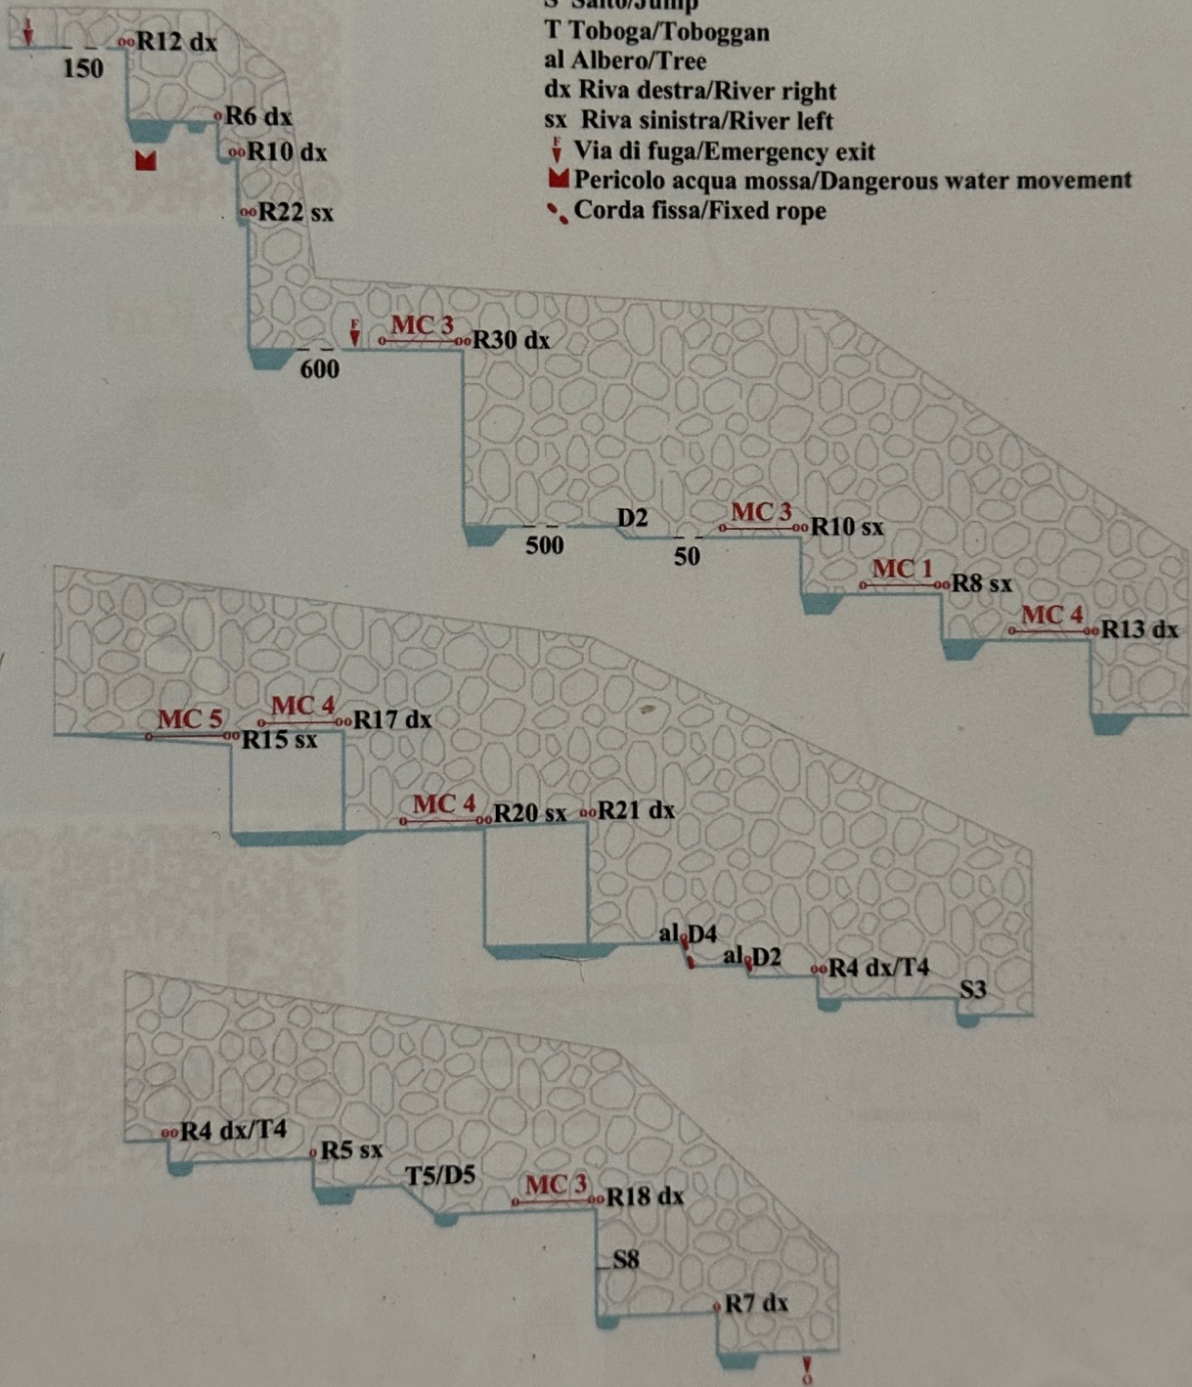 S Salto/Jump
T Toboga/Toboggan
al Albero/Tree
dx Riva destra/River right
sx Riva sinistra/River left
F Via di fuga/Emergency exit
Pericolo acqua mossa/Dangerous water movement
Corda fissa/Fixed rope
R12 dx
150
R6 dx
R10 dx
R22 sx
F
MC 3
R30 dx
600
D2
MC 3
R10 sx
500
50
MC 1
R8 sx
MC 4
R13 dx
MC 5
R15 sx
MC 4
R17 dx
MC 4
R20 sx
R21 dx
al D4
al D2
R4 dx/T4
S3
R4 dx/T4
R5 sx
T5/D5
MC 3
R18 dx
S8
R7 dx